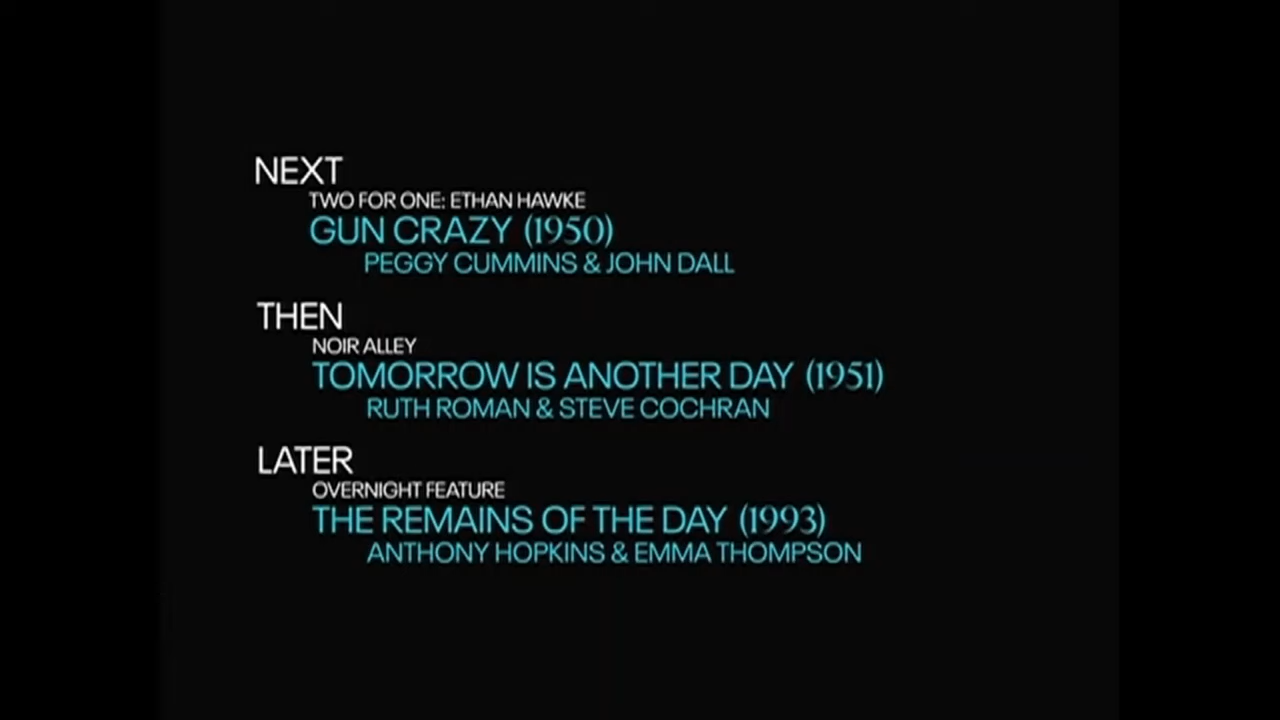 NEXT
TWO FOR ONE: ETHAN HAWKE
GUN CRAZY (1950)
PEGGY CUMMINS & JOHN DALL
THEN
NOIR ALLEY
TOMORROW IS ANOTHER DAY (1951)
RUTH ROMAN & STEVE COCHRAN
LATER
OVERNIGHT FEATURE
THE REMAINS OF THE DAY (1993)
ANTHONY HOPKINS & EMMA THOMPSON